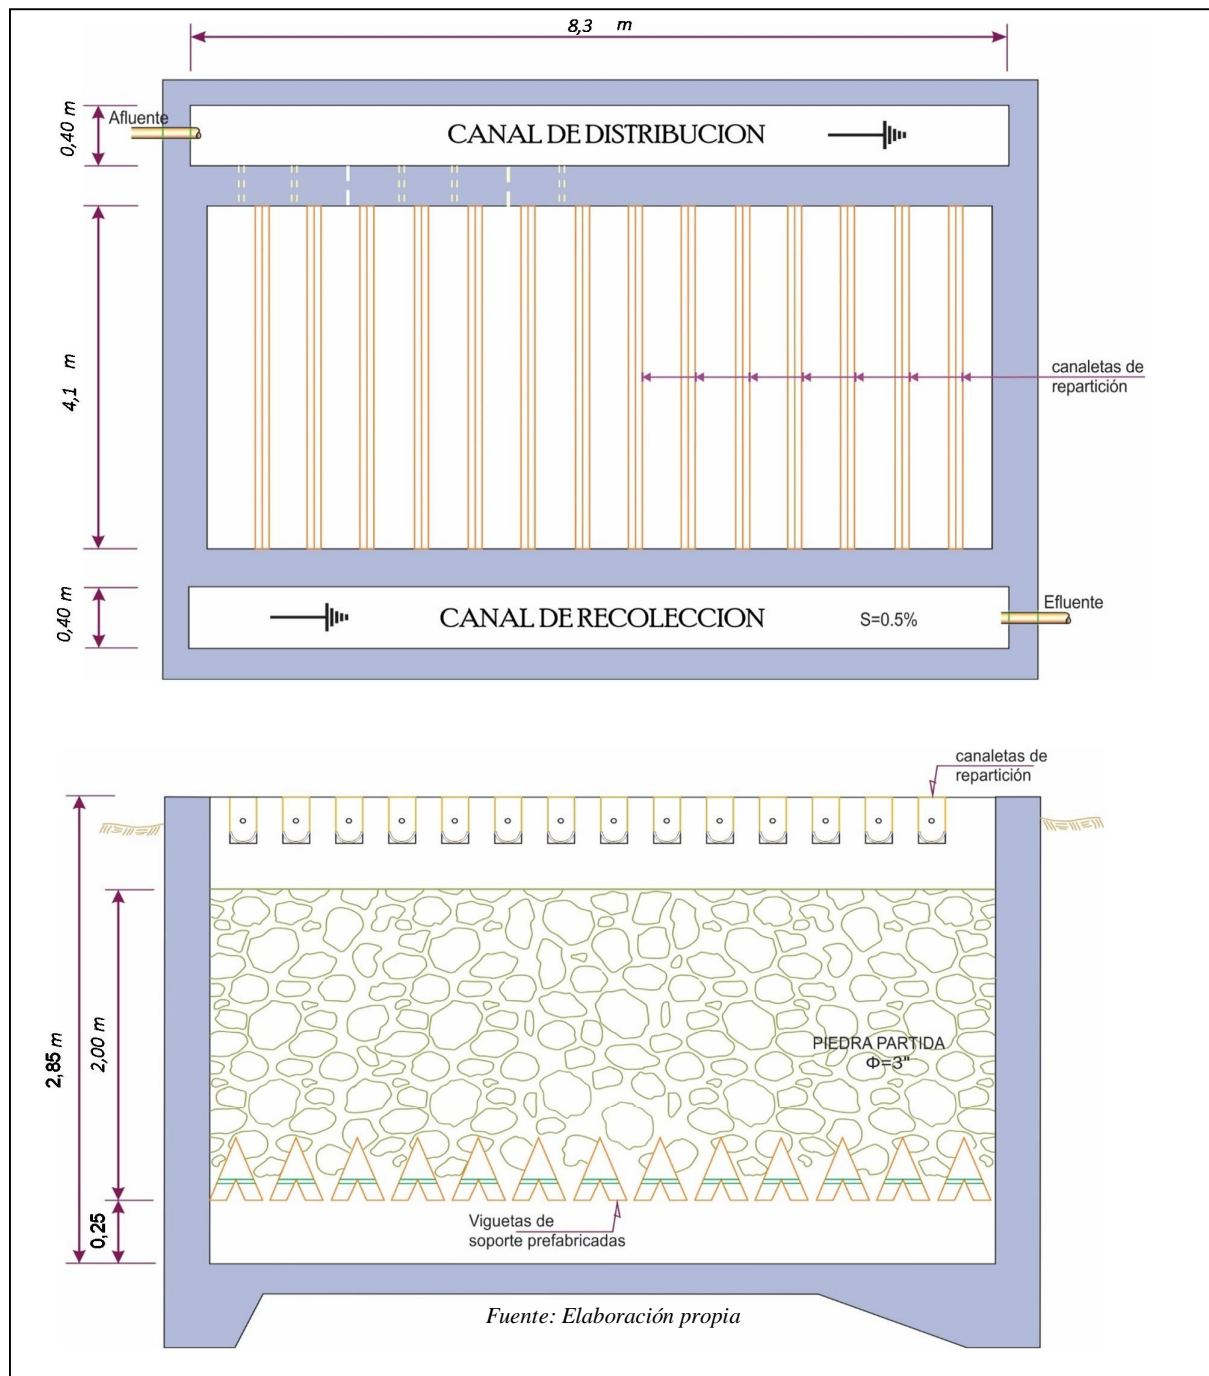 8,3 m
0,40 m
Afluente
CANAL DE DISTRIBUCION
4,1 m
canaletas de
repartición
0,40 m
CANAL DE RECOLECCION
S=0.5%
Efluente
canaletas de
repartición
2,85 m
2,00 m
PIEDRA PARTIDA
Φ=3"
0,25
Viguetas de
soporte prefabricadas
Fuente: Elaboración propia